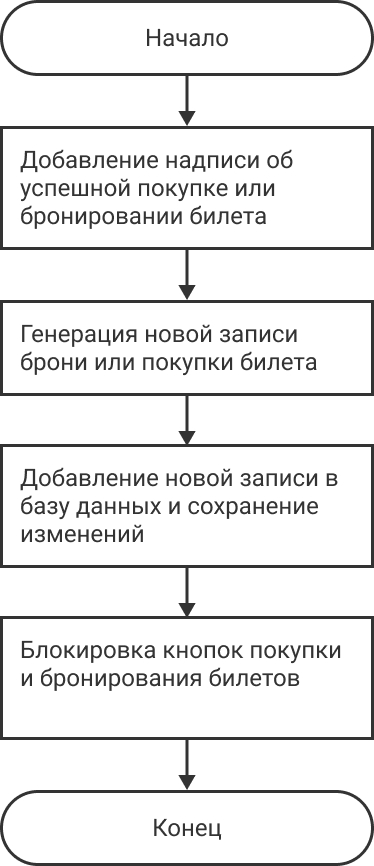 Начало
Добавление надписи об
успешной покупке или
бронировании билета
Генерация новой записи
брони или покупки билета
Добавление новой записи в
базу данных и сохранение
изменений
Блокировка кнопок покупки
и бронирования билетов
Конец